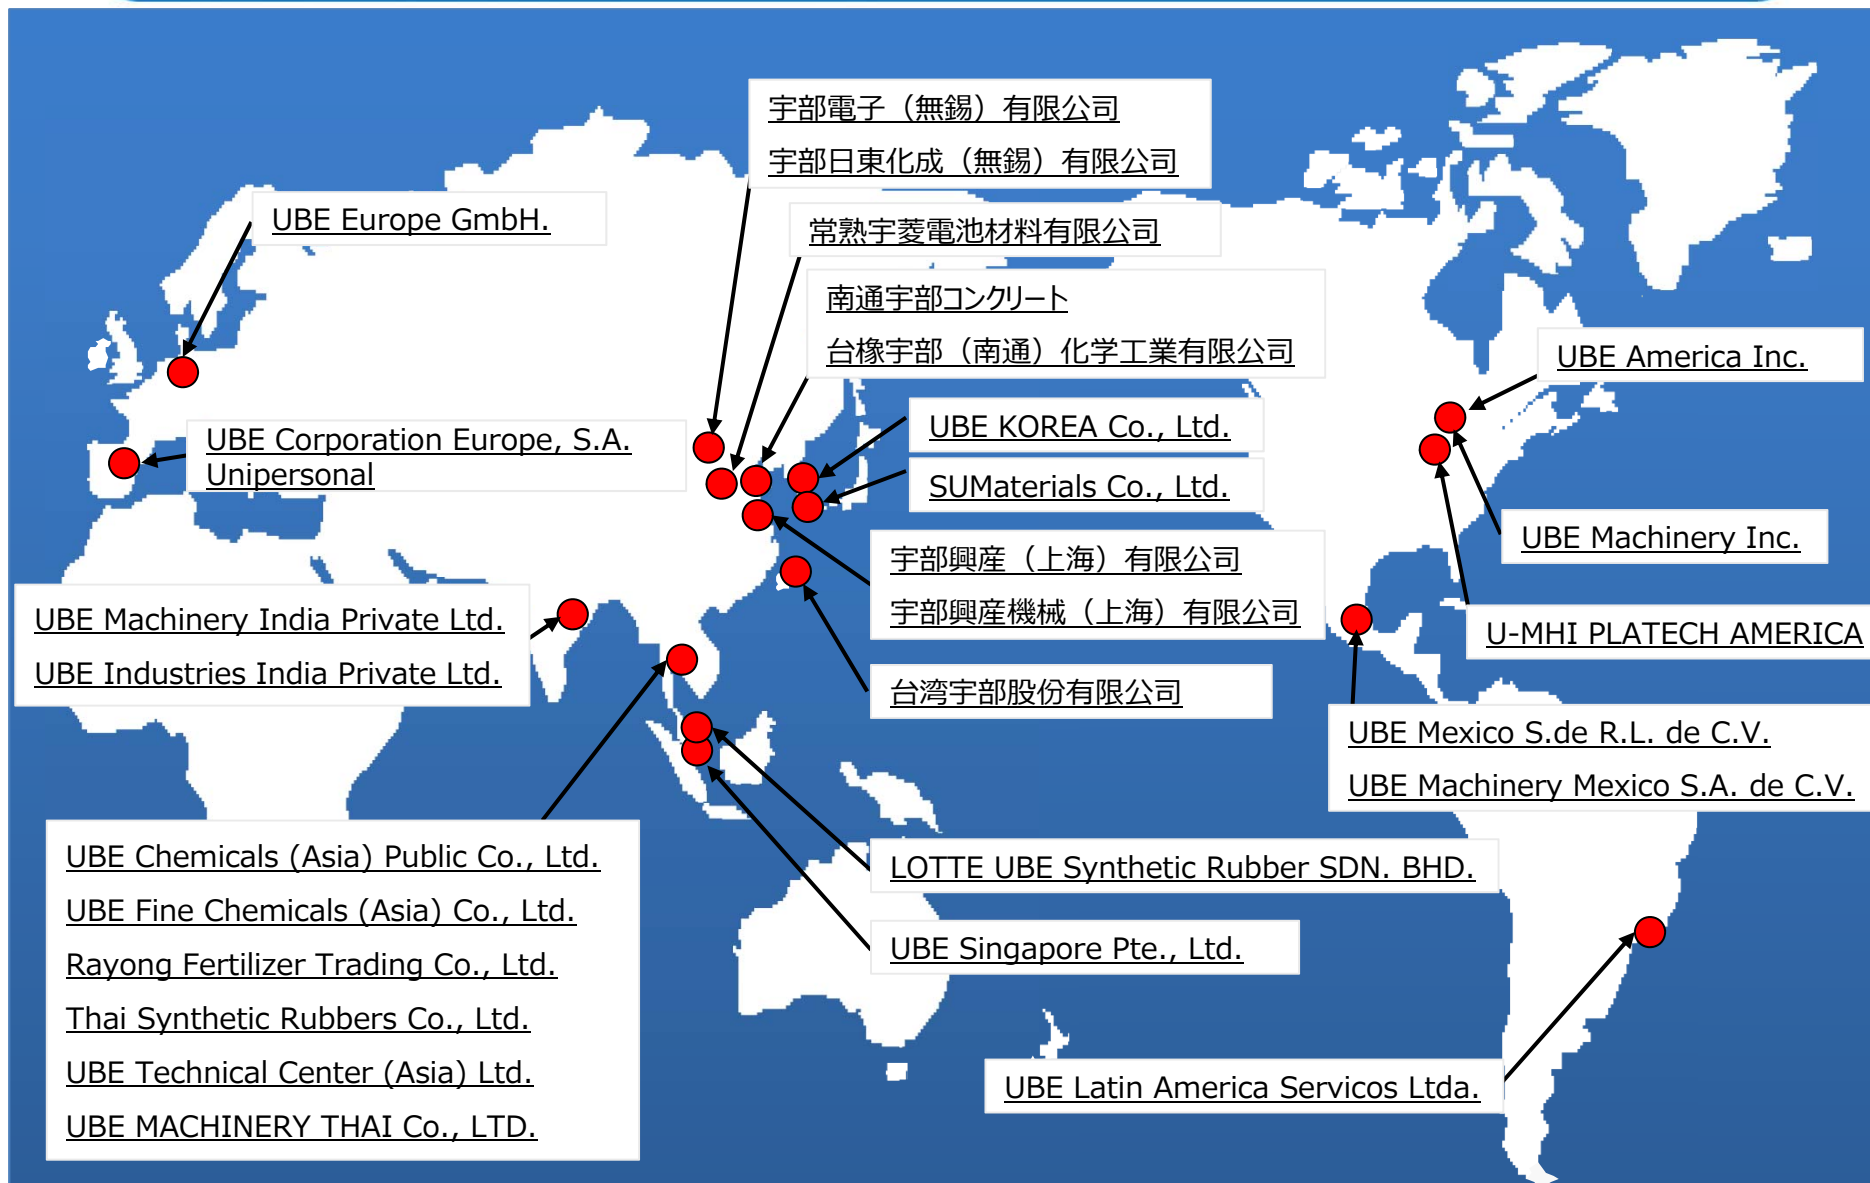 宇部電子（無錫）有限公司
宇部日東化成（無錫）有限公司
UBE Europe GmbH.
常熟宇菱電池材料有限公司
南通宇部コンクリート
台橡宇部（南通）化学工業有限公司
UBE America Inc.
UBE Corporation Europe, S.A.
Unipersonal
UBE KOREA Co., Ltd.
SUMaterials Co., Ltd.
UBE Machinery Inc.
宇部興産（上海）有限公司
宇部興産機械（上海）有限公司
UBE Machinery India Private Ltd.
UBE Industries India Private Ltd.
U-MHI PLATECH AMERICA
台湾宇部股份有限公司
UBE Mexico S.de R.L. de C.V.
UBE Machinery Mexico S.A. de C.V.
UBE Chemicals (Asia) Public Co., Ltd.
UBE Fine Chemicals (Asia) Co., Ltd.
Rayong Fertilizer Trading Co., Ltd.
Thai Synthetic Rubbers Co., Ltd.
UBE Technical Center (Asia) Ltd.
UBE MACHINERY THAI Co., LTD.
LOTTE UBE Synthetic Rubber SDN. BHD.
UBE Singapore Pte., Ltd.
UBE Latin America Servicos Ltda.